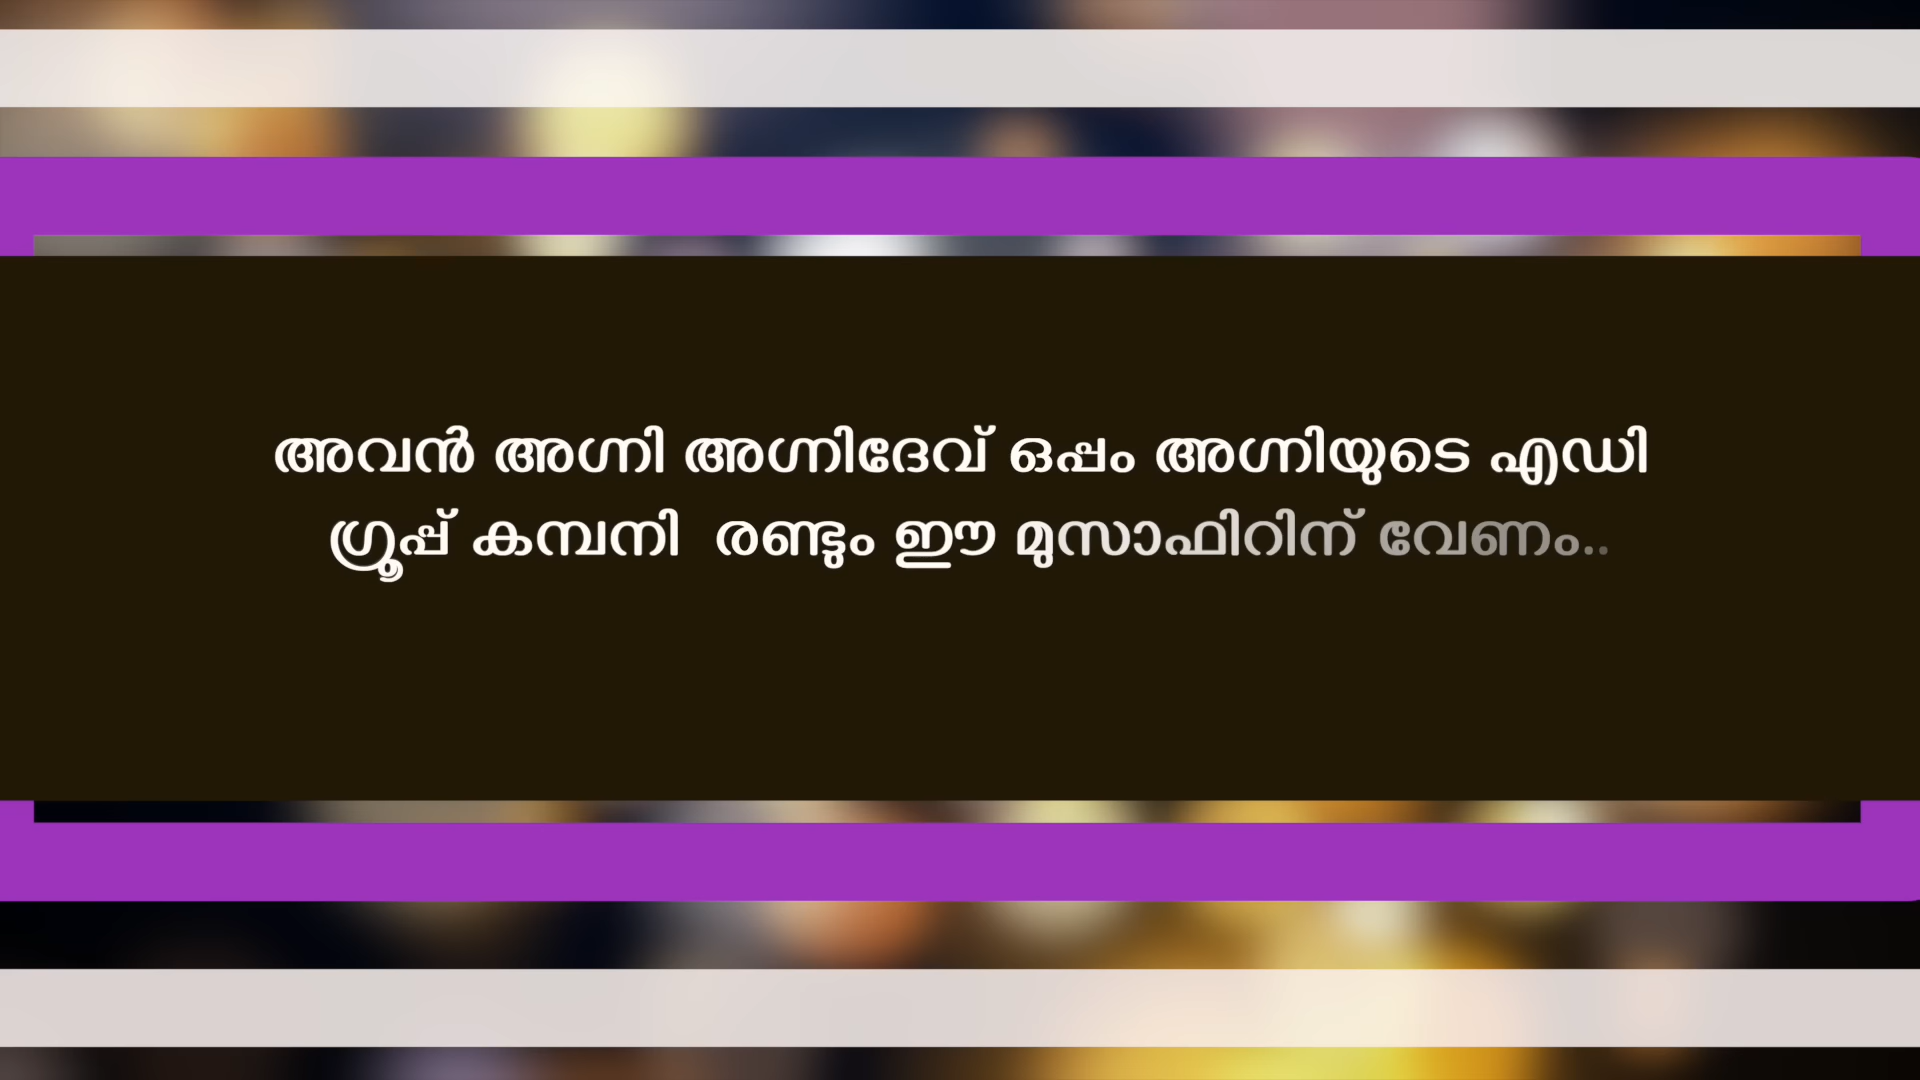 അവൻ അഗ്നി അഗ്നിദേവ് ഒപ്പം അഗ്നിയുടെ എഡി
ഗ്രൂപ്പ് കമ്പനി  രണ്ടും ഈ മുസാഫിറിന് വേണം..